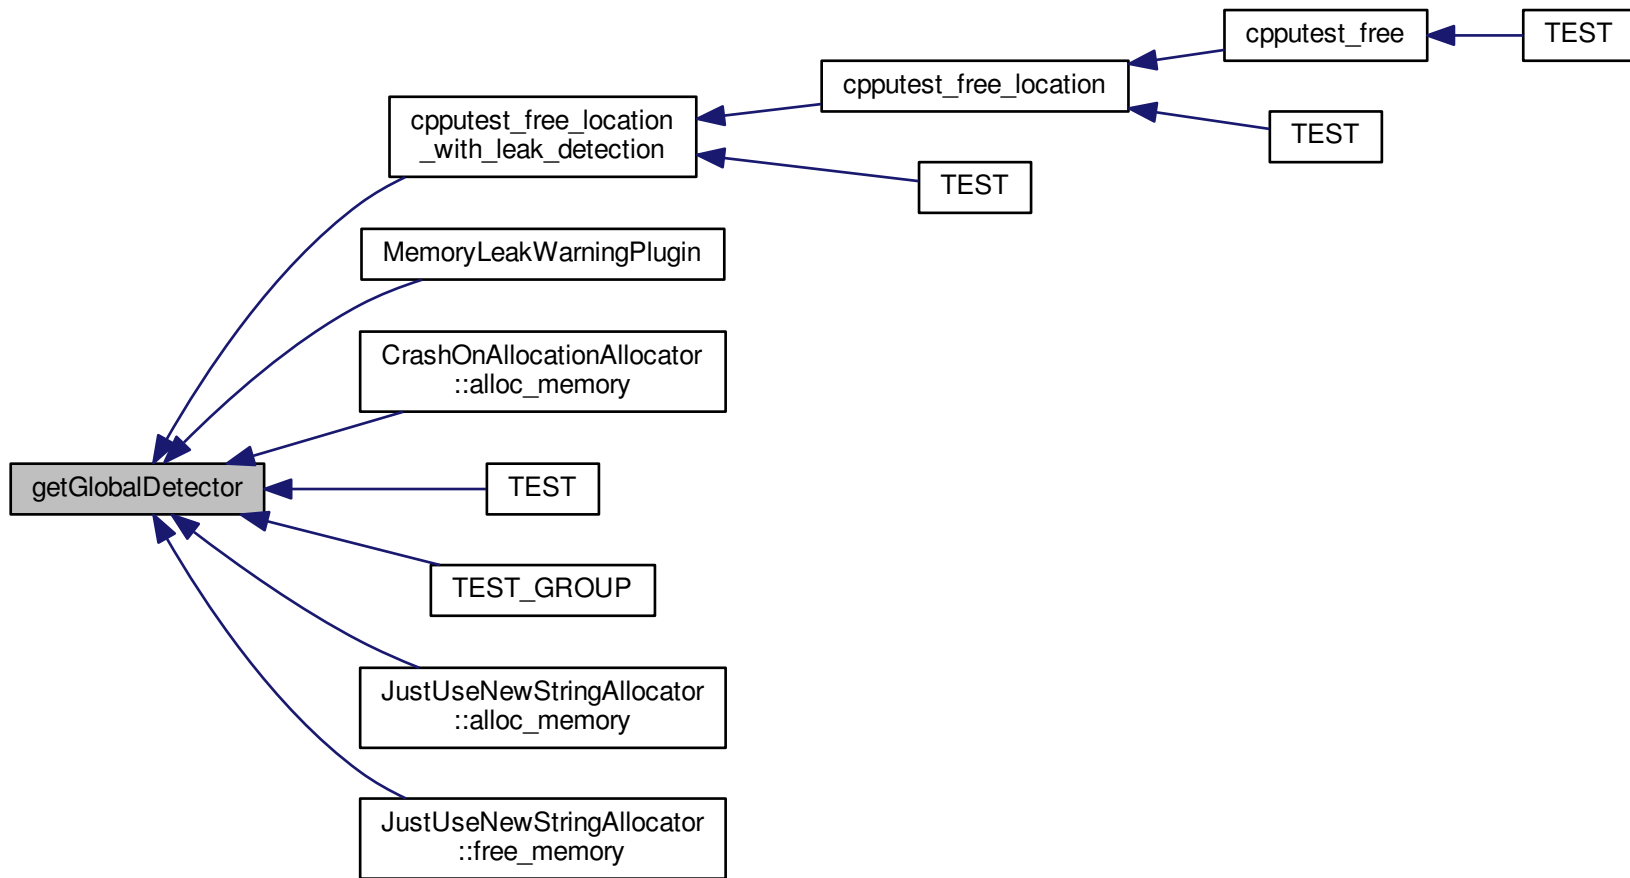 cpputest_free
TEST
cpputest_free_location
TEST
cpputest_free_location
_with_leak_detection
TEST
MemoryLeakWarningPlugin
CrashOnAllocationAllocator
::alloc_memory
getGlobalDetector
TEST
TEST_GROUP
JustUseNewStringAllocator
::alloc_memory
JustUseNewStringAllocator
::free_memory